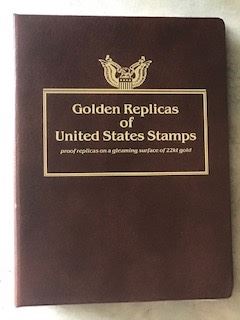 Golden Replicas
of
United States Stamps
proof replicas on a gleaming surface of 22kt gold